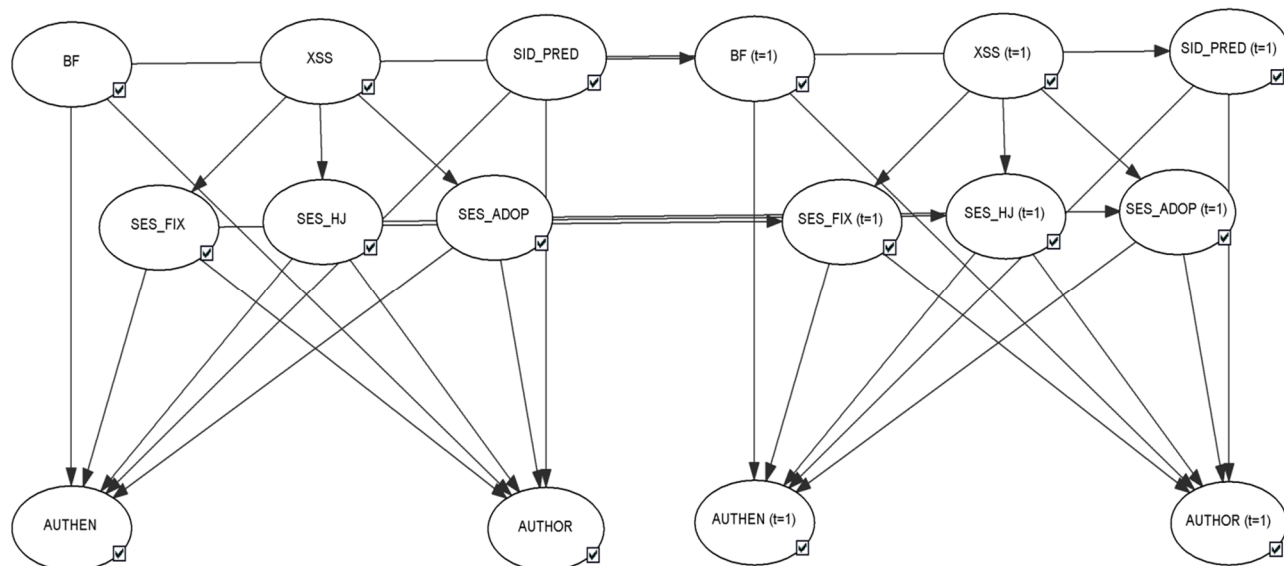 BF
XSS
SID_PRED
BF (t=1)
XSS (t=1)
SID_PRED (t=1)
SES_FIX
SES_HJ
SES_ADOP
SES_FIX (t=1)
SES_HJ (t=1)
SES_ADOP (t=1)
AUTHEN
AUTHOR
AUTHEN (t=1)
AUTHOR (t=1)